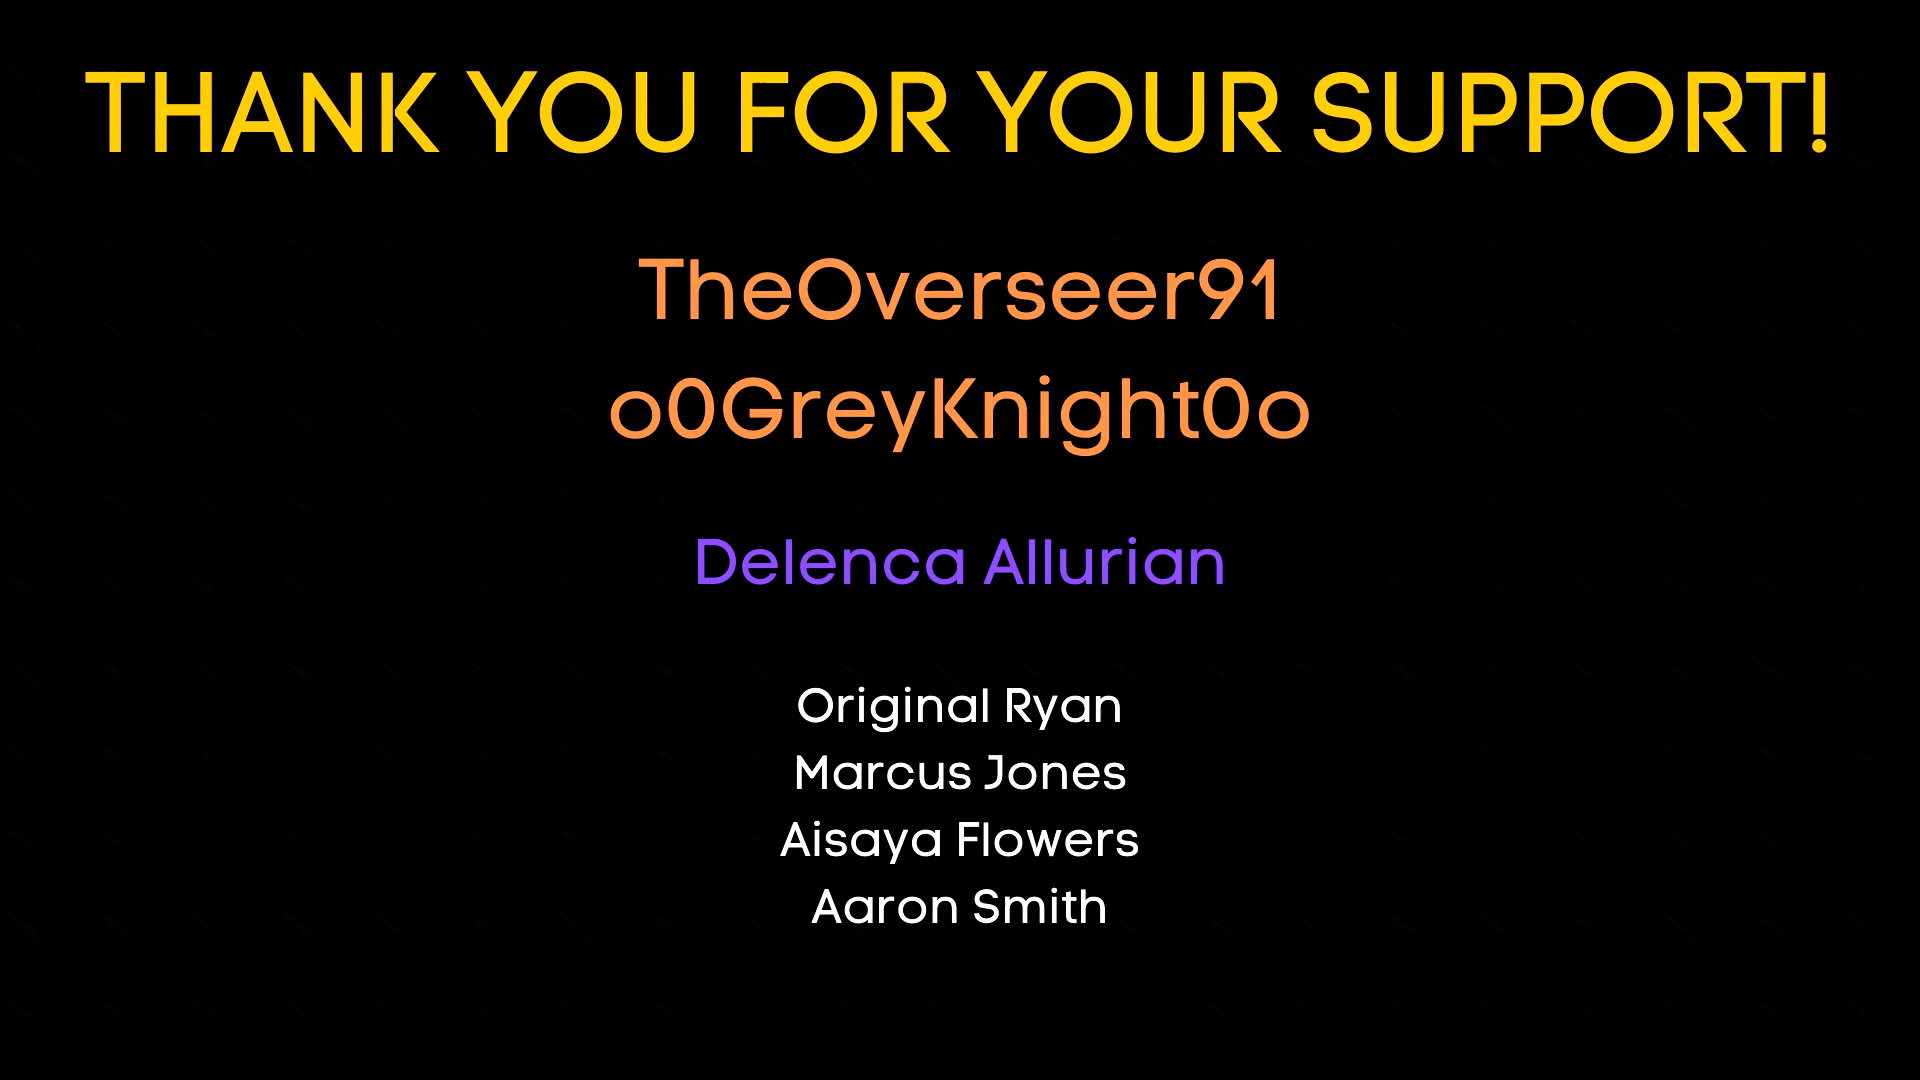 THANK YOU FOR YOUR SUPPORT!
TheOverseer91
o0GreyKnight0o
Delenca Allurian
Original Ryan
Marcus Jones
Aisaya Flowers
Aaron Smith